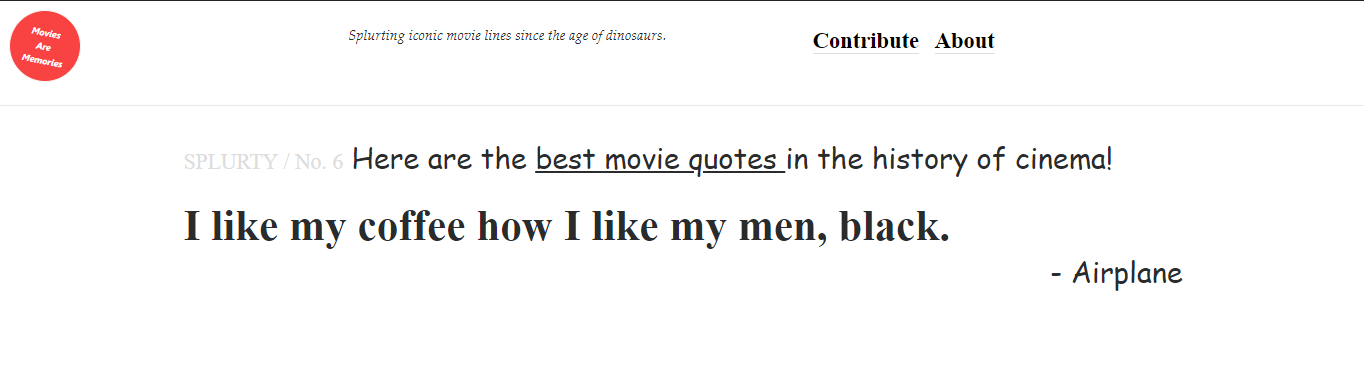 Movies
Are
Memories
Splurting iconic movie lines since the age of dinosaurs.
Contribute About
SPLURTY / No. 6 Here are the best movie quotes in the history of cinema!
I like my coffee how I like my men, black.
- Airplane